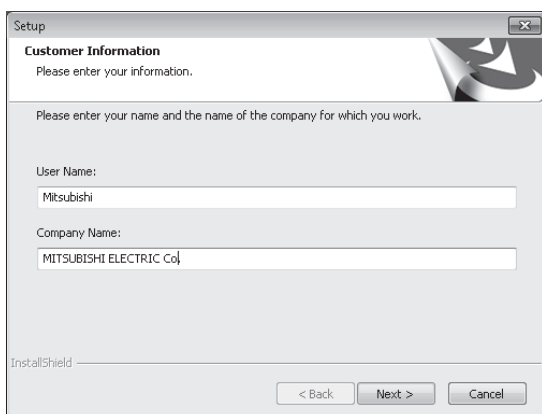 Setup
Customer Information
Please enter your information.
Please enter your name and the name of the company for which you work.
User Name:
Mitsubishi
Company Name:
MITSUBISHI ELECTRIC Co,
InstallShield
< Back Next > Cancel